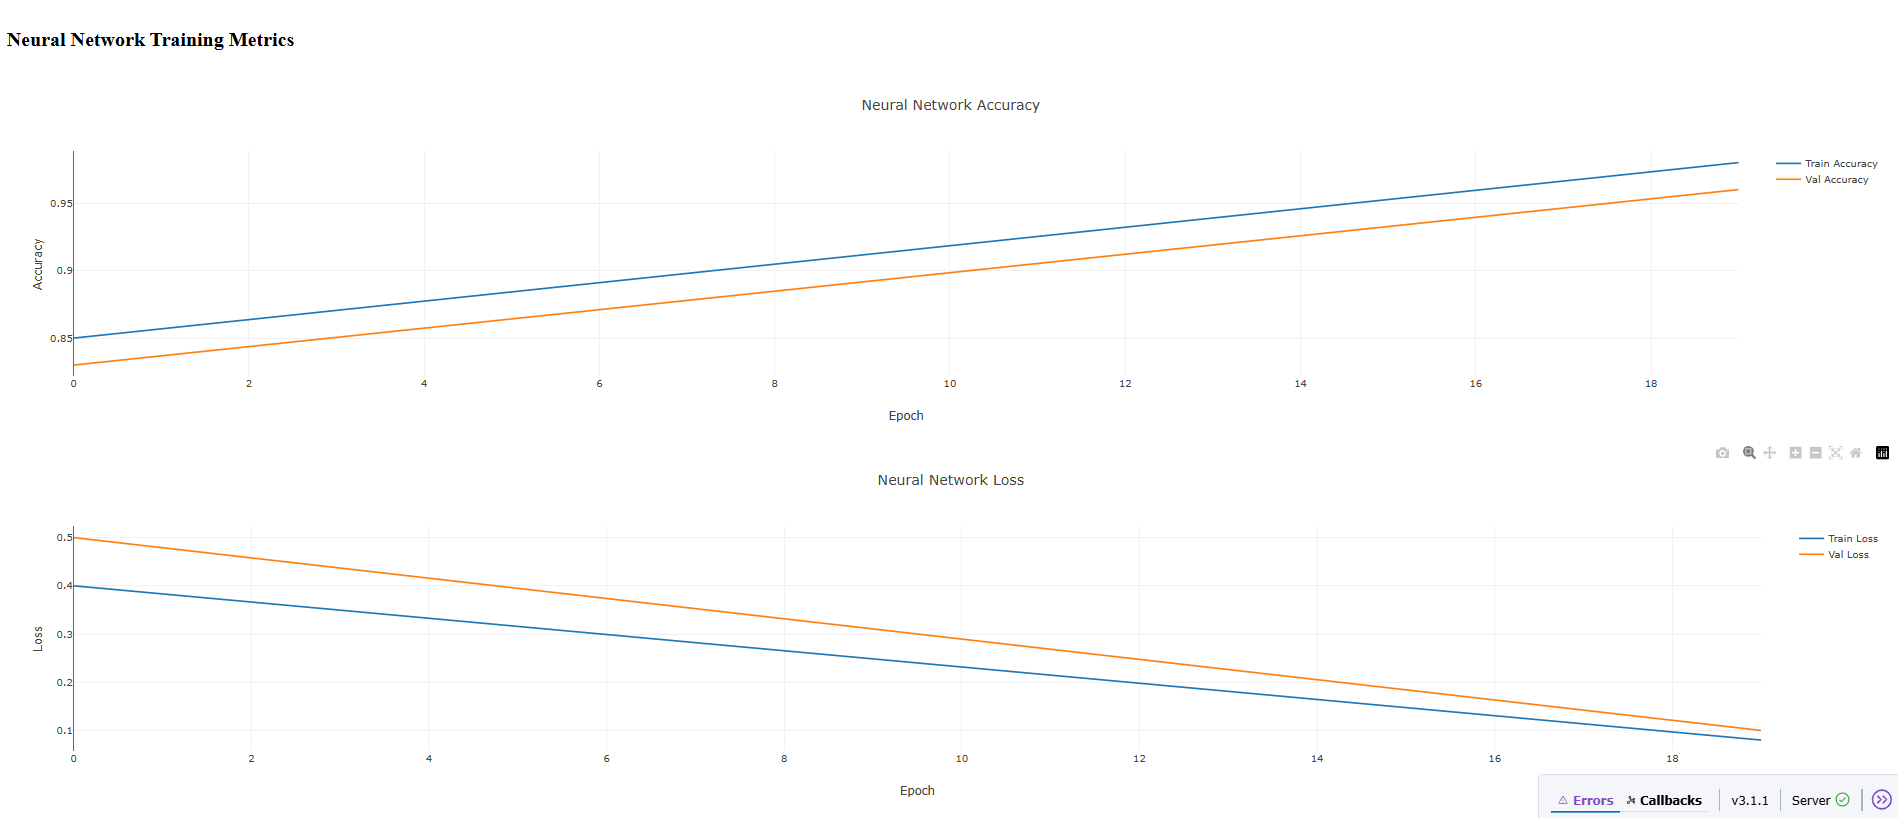 Neural Network Training Metrics
Neural Network Accuracy
Train Accuracy
Val Accuracy
0.95
0.9
0.85
Accuracy
0 2 4 6 8 10 12 14 16 18
Epoch
Neural Network Loss
Train Loss
Val Loss
0.5
0.4
0.3
0.2
0.1
Loss
0 2 4 6 8 10 12 14 16 18
Epoch
Errors Callbacks v3.1.1 Server